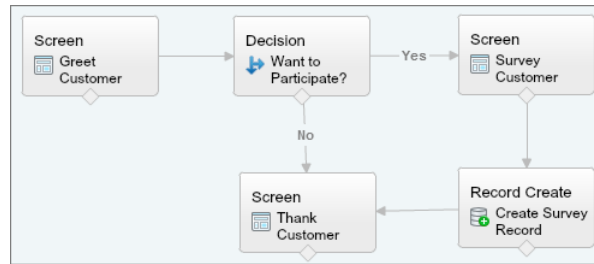 Screen
Greet
Customer
Decision
Want to
Participate?
Yes
Screen
Survey
Customer
No
Screen
Thank
Customer
Record Create
Create Survey
Record